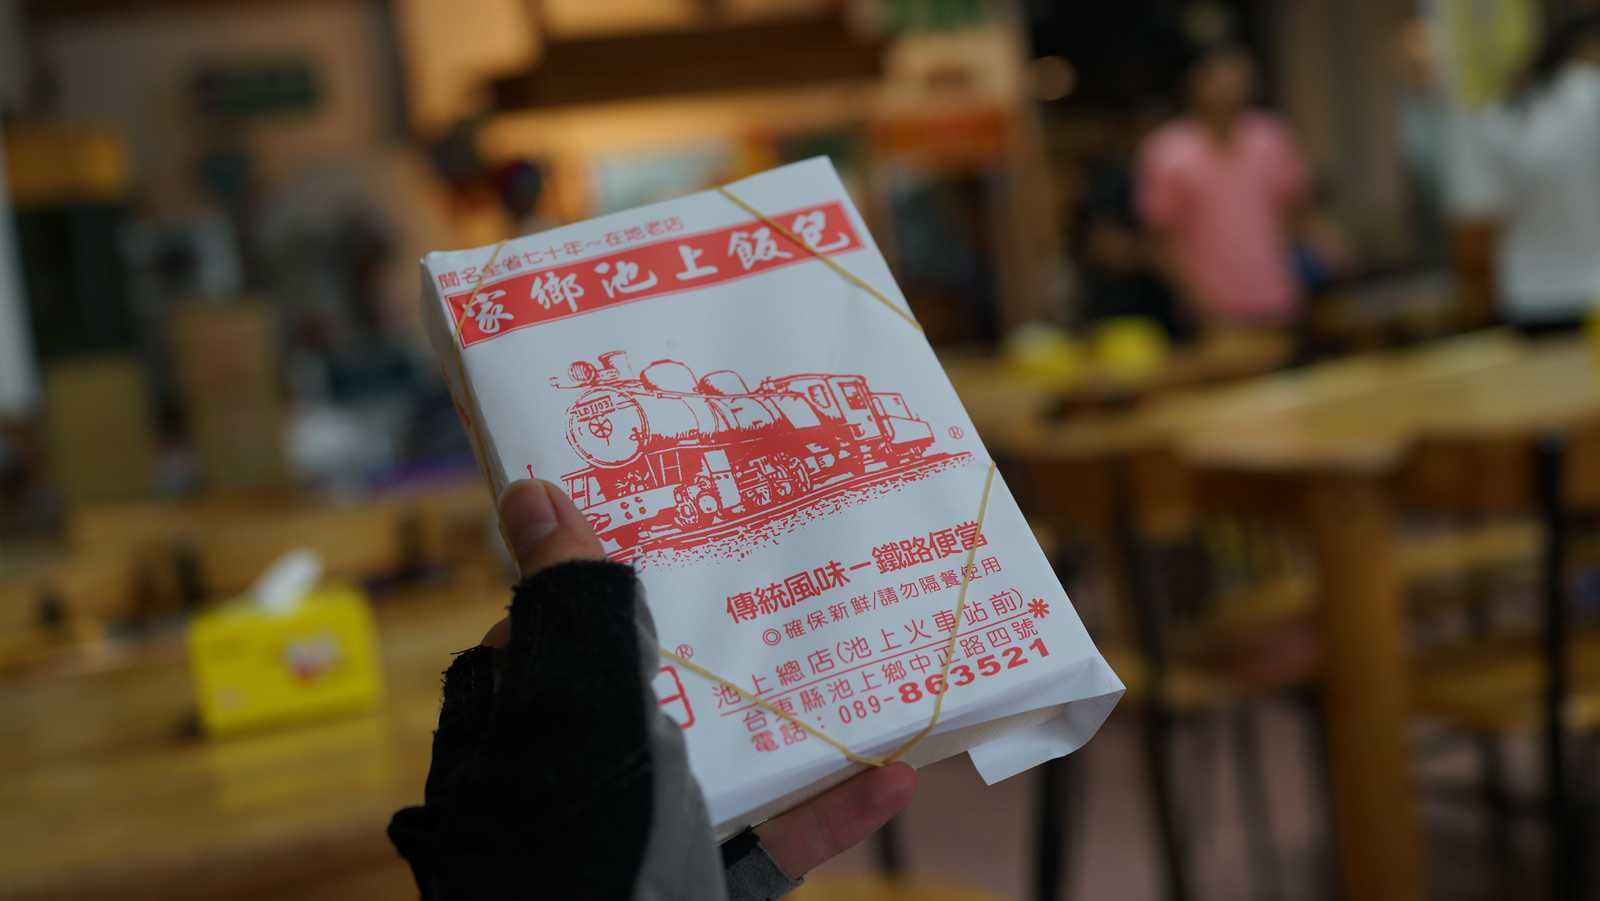 聞名全省七十年～在地老店
家鄉池上飯包
LDT103
®
傳統風味－鐵路便當
◎確保新鮮/請勿隔餐使用
池上總店(池上火車站前)*
台東縣池上鄉中正路四號
電話：089-863521
®